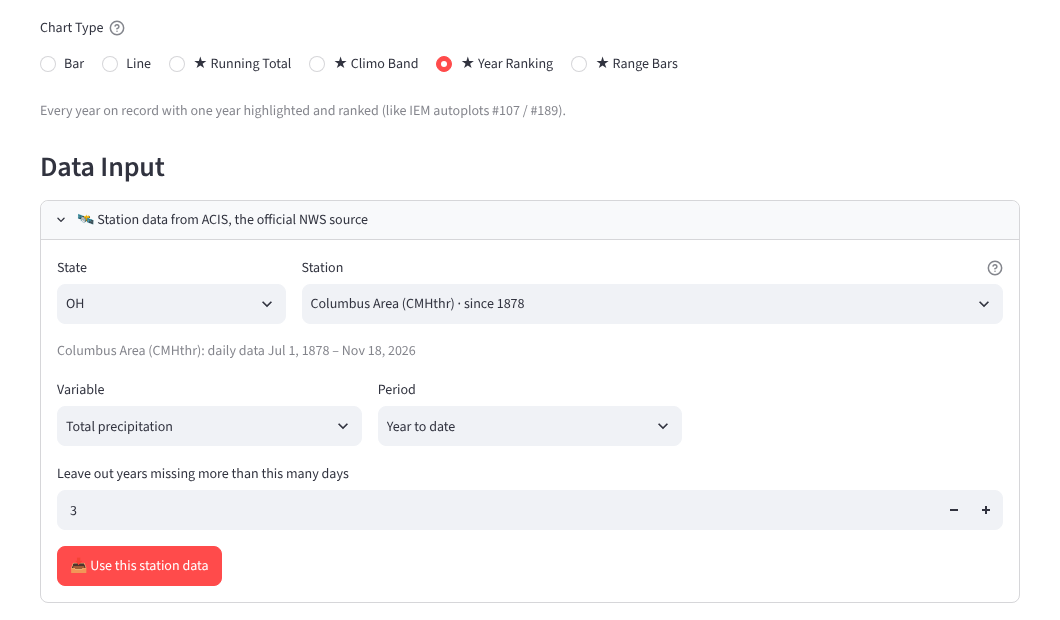 Chart Type
Bar Line ★ Running Total ★ Climo Band ★ Year Ranking ★ Range Bars
Every year on record with one year highlighted and ranked (like IEM autoplots #107 / #189).
Data Input
Station data from ACIS, the official NWS source
State Station
OH Columbus Area (CMHthr) · since 1878
Columbus Area (CMHthr): daily data Jul 1, 1878 – Nov 18, 2026
Variable Period
Total precipitation Year to date
Leave out years missing more than this many days
3
Use this station data